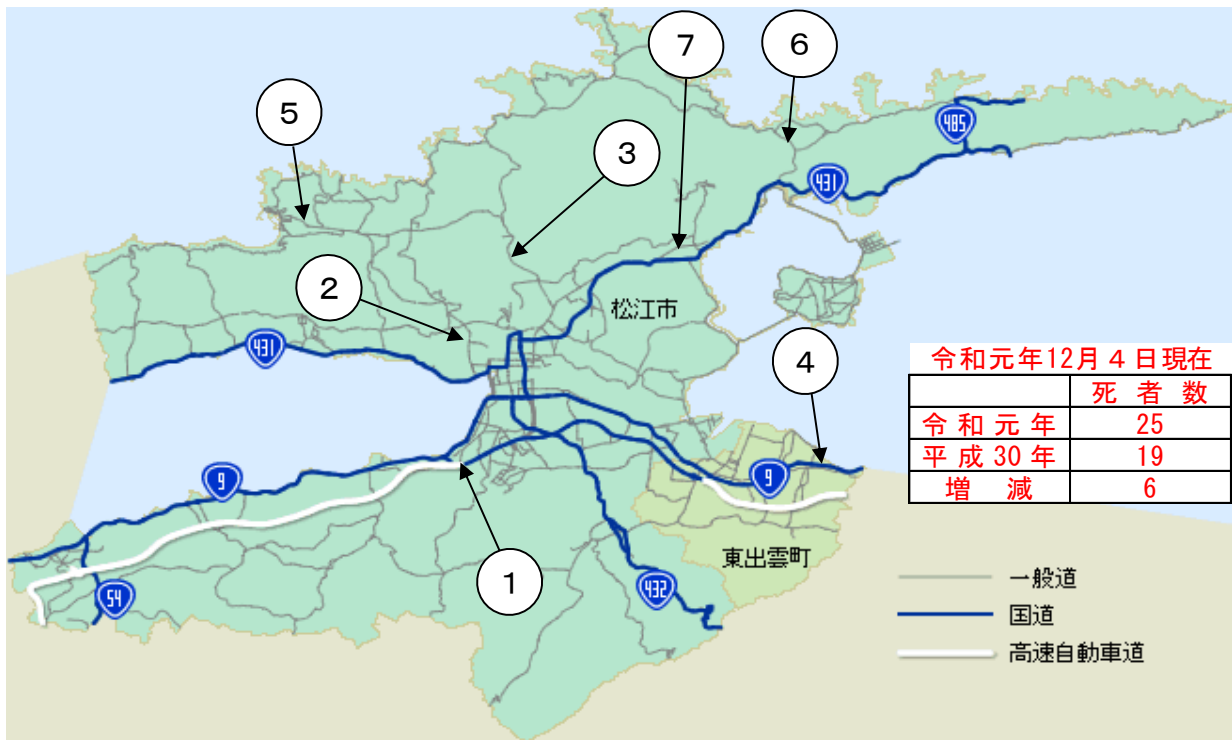 7
6
5
485
3
431
2
松江市
431
4
令和元年12月4日現在
死者数
令和元年 25
平成30年 19
増減 6
9
9
東出雲町
1
54
432
一般道
国道
高速自動車道